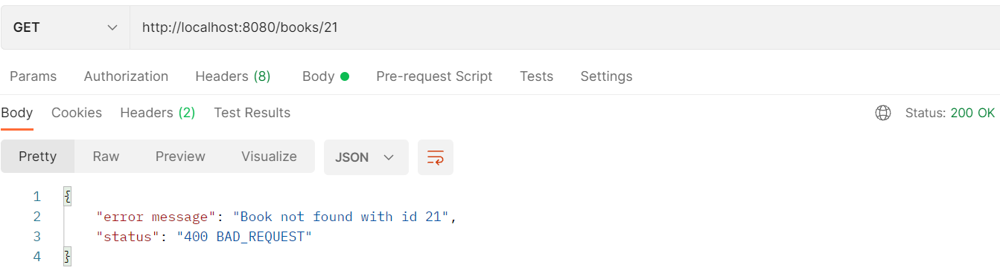 GET http://localhost:8080/books/21
Params Authorization Headers (8) Body Pre-request Script Tests Settings
Body Cookies Headers (2) Test Results Status: 200 OK
Pretty Raw Preview Visualize JSON
1 {
2 "error message": "Book not found with id 21",
3 "status": "400 BAD_REQUEST"
4 }